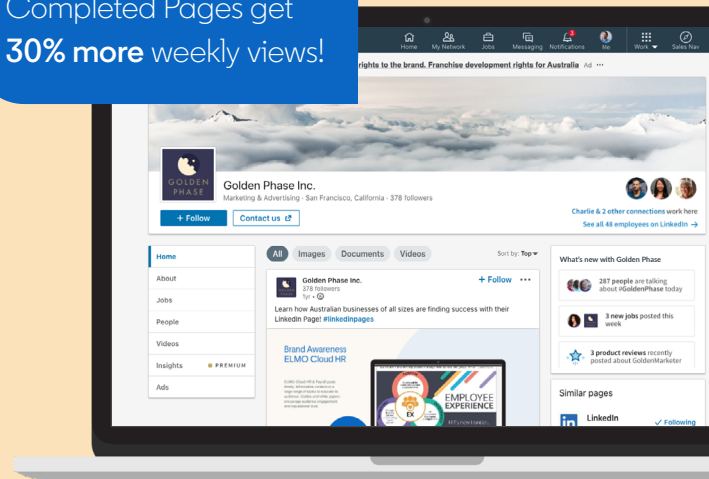 Completed Pages get
30% more weekly views!
Home
My Network
Jobs
Messaging
Notifications
Me
Work
Sales Nav
rights to the brand. Franchise development rights for Australia Ad ···
GOLDEN
PHASE
Golden Phase Inc.
Marketing & Advertising · San Francisco, California · 378 followers
+ Follow
Contact us
Charlie & 2 other connections work here
See all 48 employees on LinkedIn →
Home
About
Jobs
People
Videos
Insights PREMIUM
Ads
All
Images
Documents
Videos
Sort by: Top
Golden Phase Inc.
378 followers
1yr •
+ Follow ···
Learn how Australian businesses of all sizes are finding success with their
LinkedIn Page! #linkedinpages
Brand Awareness
ELMO Cloud HR
EX
EMPLOYEE
EXPERIENCE
What's new with Golden Phase
287 people are talking
about #GoldenPhase today
3 new jobs posted this
week
3 product reviews recently
posted about GoldenMarketer
Similar pages
in
LinkedIn
✓ Following